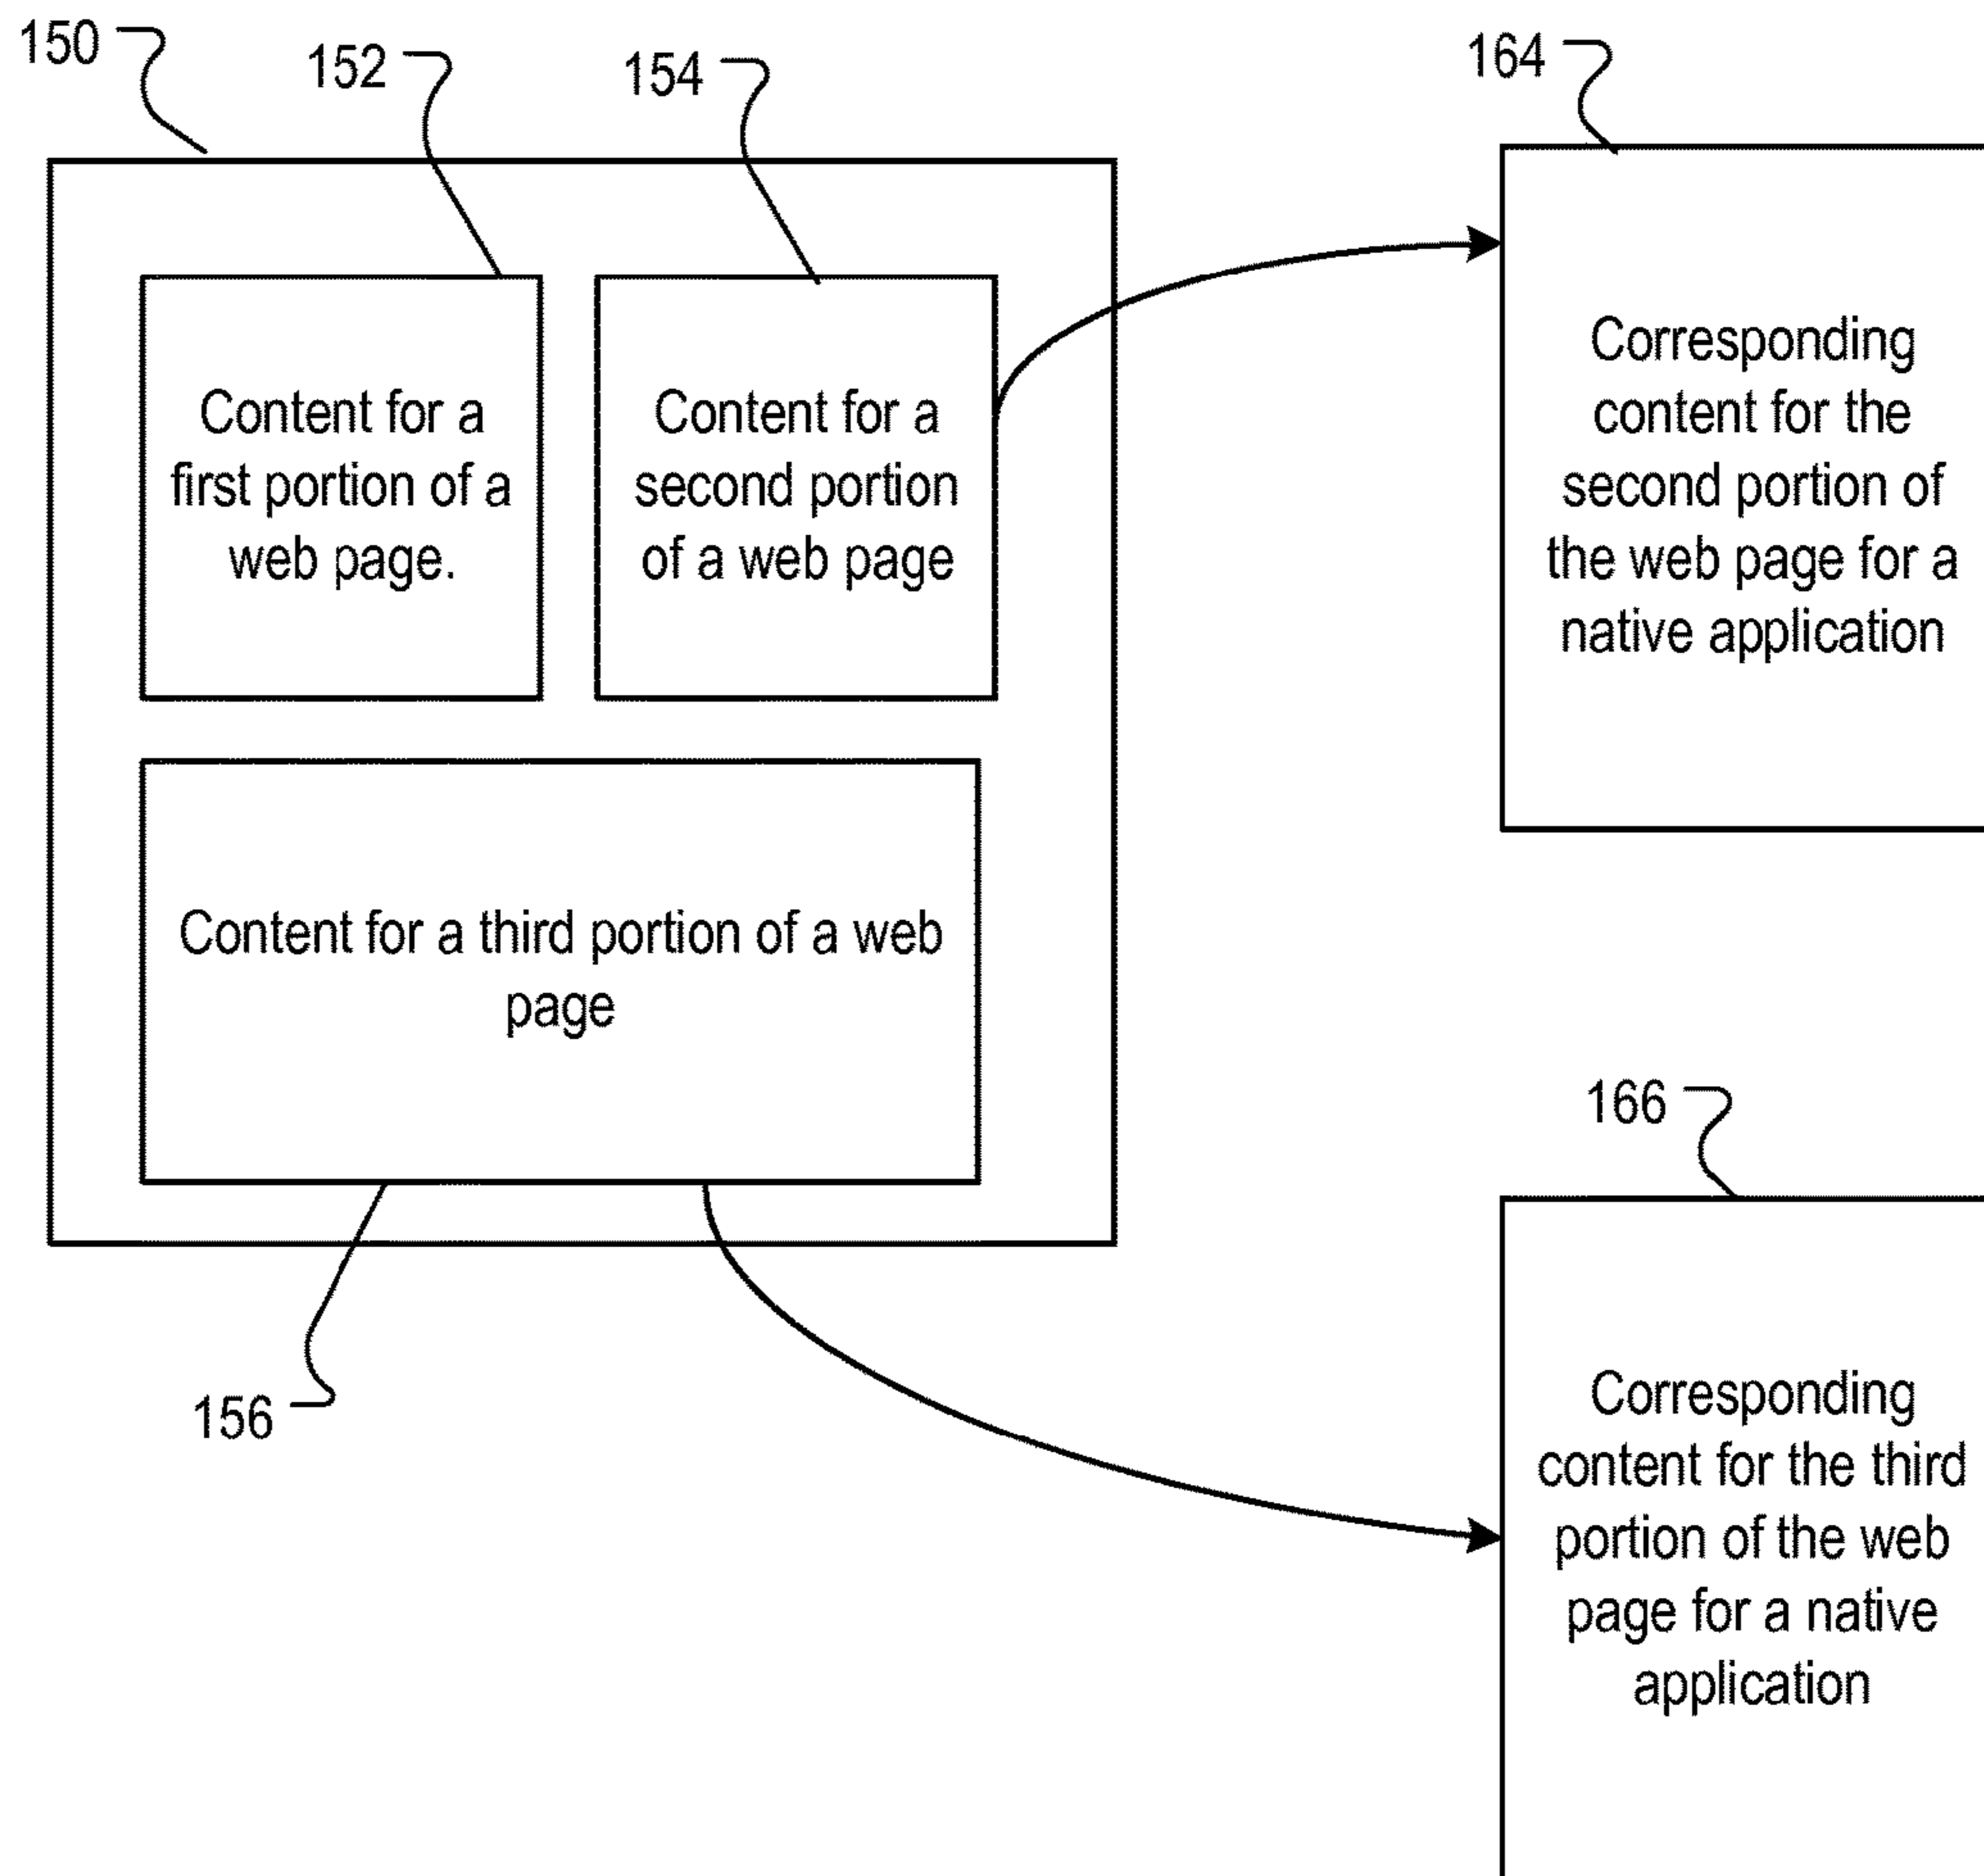 150
152
154
164
Content for a
first portion of a
web page.
Content for a
second portion
of a web page
Corresponding
content for the
second portion of
the web page for a
native application
Content for a third portion of a web
page
156
166
Corresponding
content for the third
portion of the web
page for a native
application